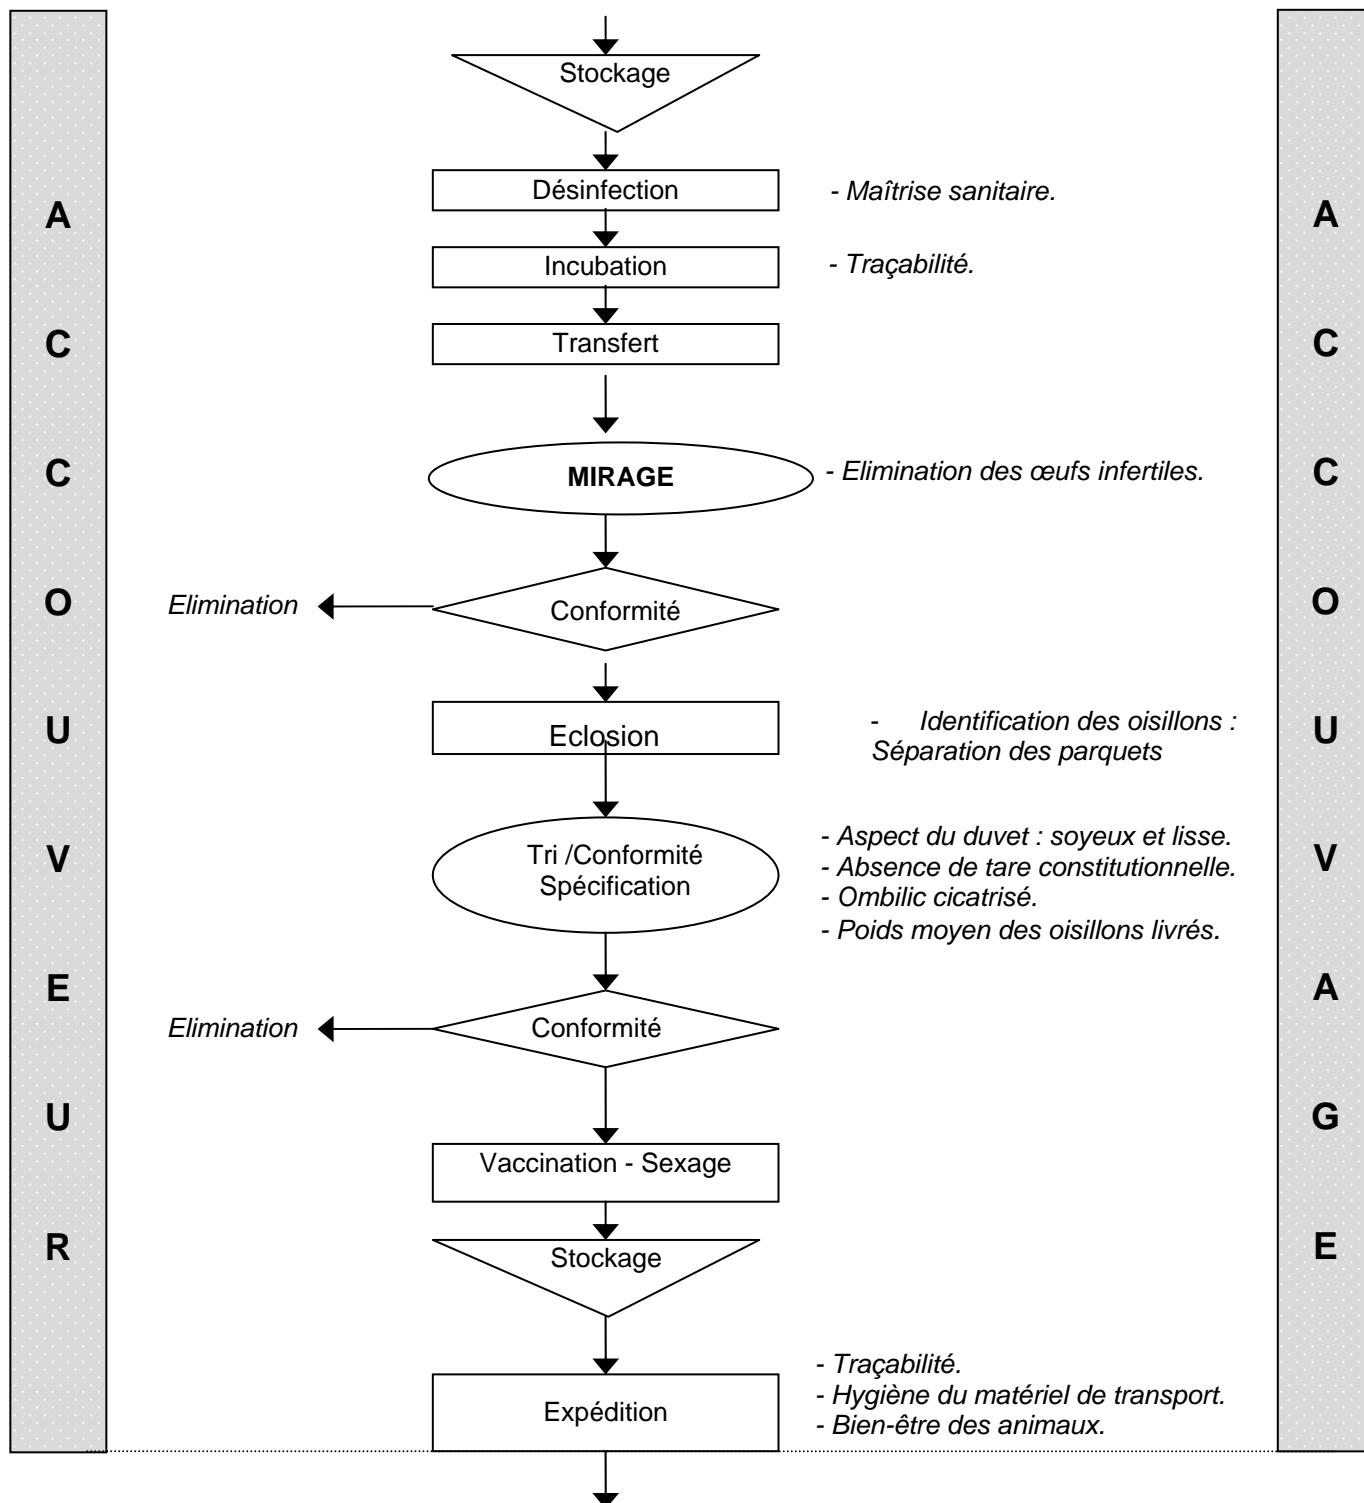 A
C
C
O
U
V
E
U
R
Stockage
Désinfection
- Maîtrise sanitaire.
Incubation
- Traçabilité.
Transfert
MIRAGE
- Elimination des œufs infertiles.
Elimination
Conformité
Eclosion
- Identification des oisillons :
Séparation des parquets
Tri /Conformité
Spécification
- Aspect du duvet : soyeux et lisse.
- Absence de tare constitutionnelle.
- Ombilic cicatrisé.
- Poids moyen des oisillons livrés.
Elimination
Conformité
Vaccination - Sexage
Stockage
Expédition
- Traçabilité.
- Hygiène du matériel de transport.
- Bien-être des animaux.
A
C
C
O
U
V
A
G
E